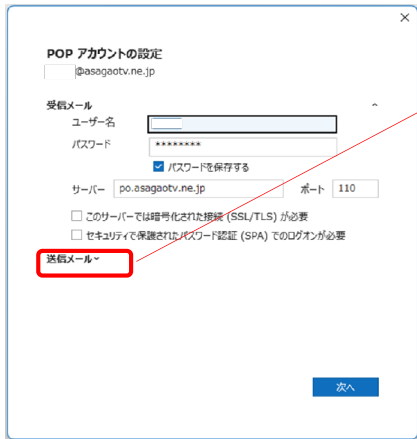 POP アカウントの設定
@asagaotv.ne.jp
受信メール
ユーザー名
パスワード ********
パスワードを保存する
サーバー po.asagaotv.ne.jp ポート 110
このサーバーでは暗号化された接続 (SSL/TLS) が必要
セキュリティで保護されたパスワード認証 (SPA) でのログオンが必要
送信メール
次へ